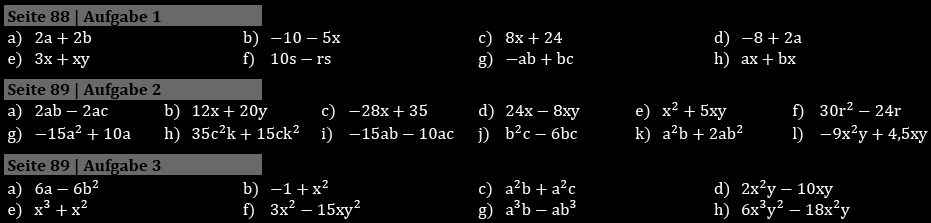 Seite 88 | Aufgabe 1
a) 2a + 2b b) −10 − 5x c) 8x + 24 d) −8 + 2a
e) 3x + xy f) 10s − rs g) −ab + bc h) ax + bx
Seite 89 | Aufgabe 2
a) 2ab − 2ac b) 12x + 20y c) −28x + 35 d) 24x − 8xy e) x² + 5xy f) 30r² − 24r
g) −15a² + 10a h) 35c²k + 15ck² i) −15ab − 10ac j) b²c − 6bc k) a²b + 2ab² l) −9x²y + 4,5xy
Seite 89 | Aufgabe 3
a) 6a − 6b² b) −1 + x² c) a²b + a²c d) 2x²y − 10xy
e) x³ + x² f) 3x² − 15xy² g) a³b − ab³ h) 6x³y² − 18x²y